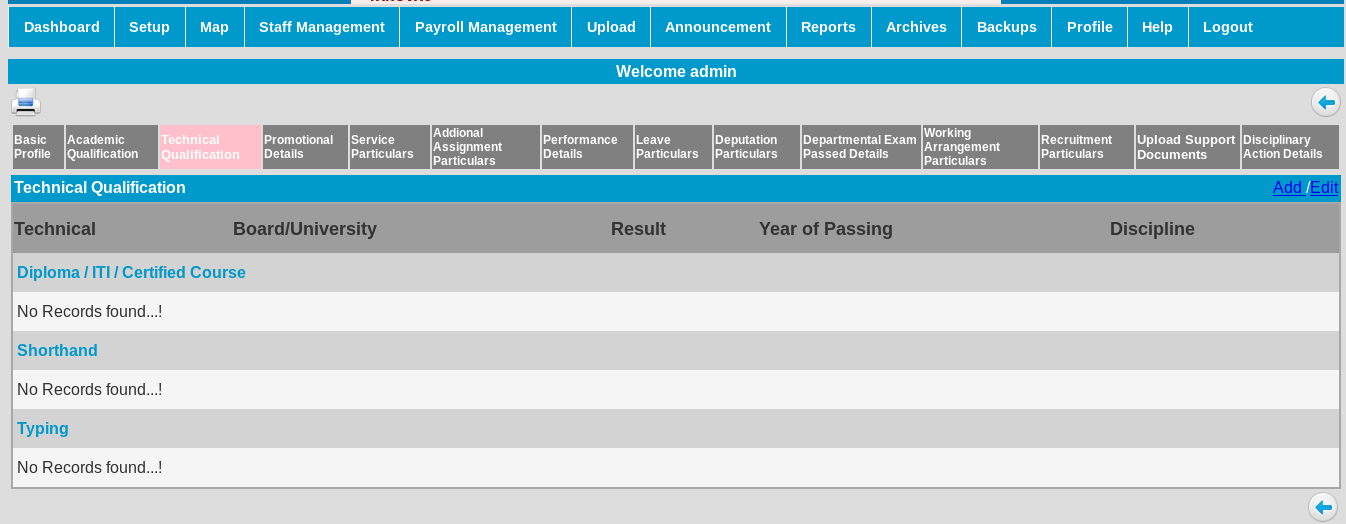 Dashboard Setup Map Staff Management Payroll Management Upload Announcement Reports Archives Backups Profile Help Logout
Welcome admin
Basic
Profile
Academic
Qualification
Technical
Qualification
Promotional
Details
Service
Particulars
Addional
Assignment
Particulars
Performance
Details
Leave
Particulars
Deputation
Particulars
Departmental Exam
Passed Details
Working
Arrangement
Particulars
Recruitment
Particulars
Upload Support
Documents
Disciplinary
Action Details
Technical Qualification Add /Edit
Technical Board/University Result Year of Passing Discipline
Diploma / ITI / Certified Course
No Records found...!
Shorthand
No Records found...!
Typing
No Records found...!